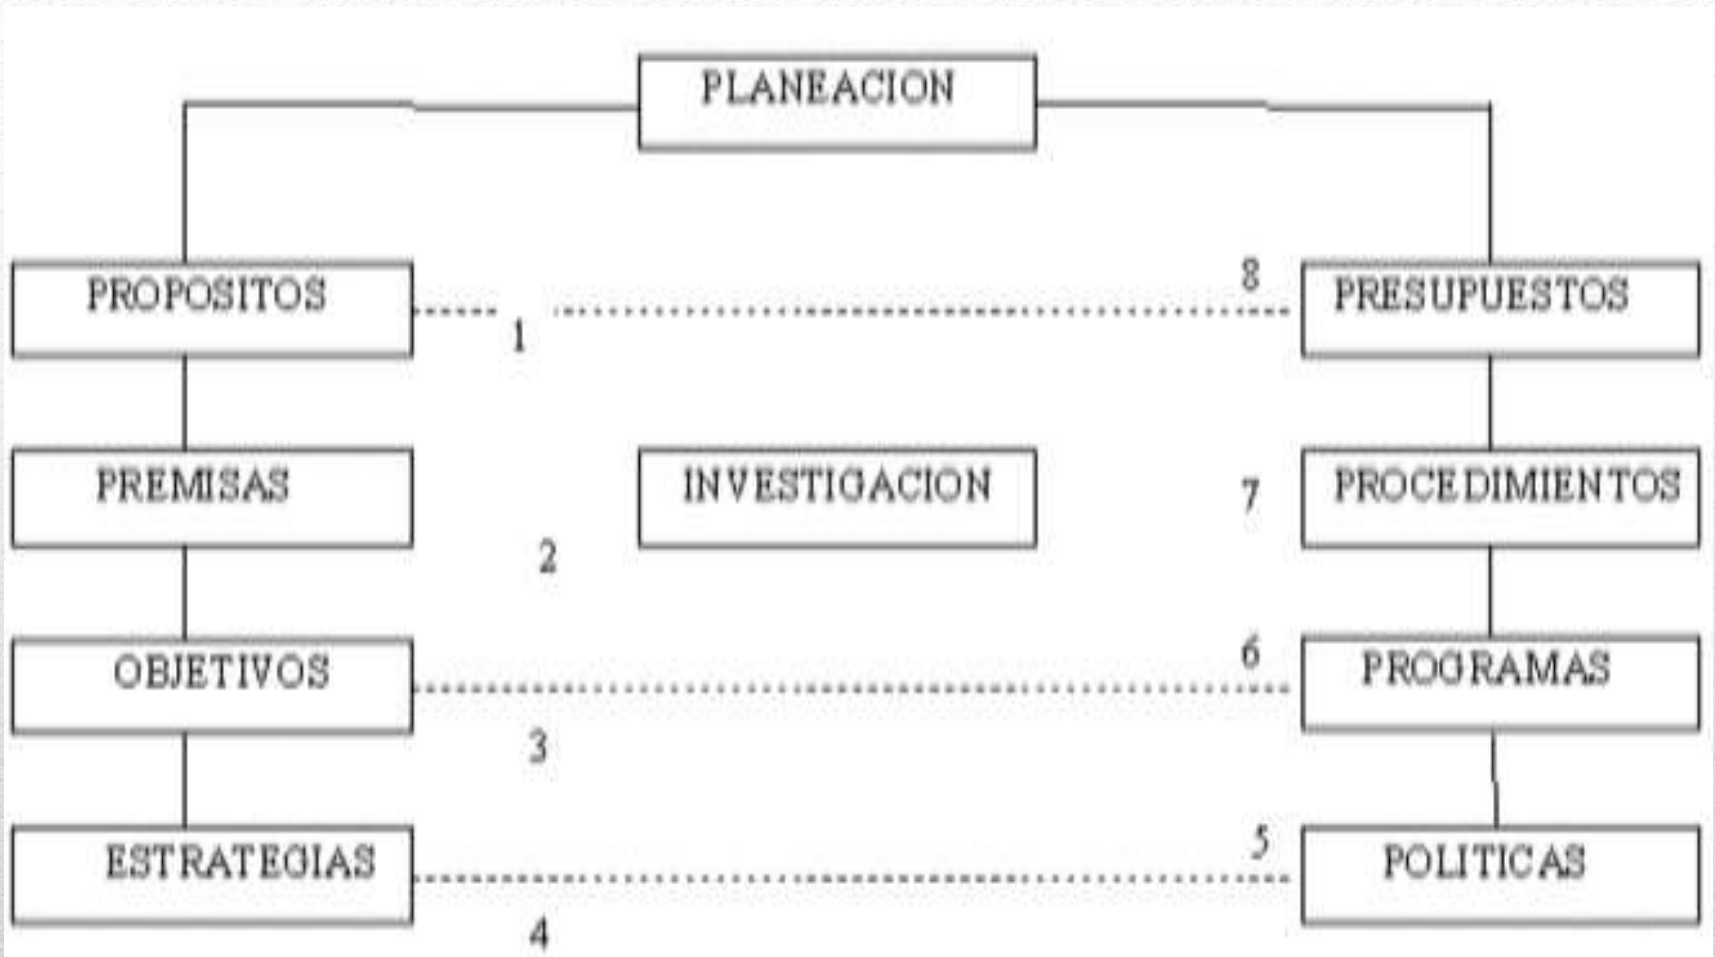 PLANEACION
PROPOSITOS
1
8
PRESUPUESTOS
PREMISAS
INVESTIGACION
7
PROCEDIMIENTOS
2
OBJETIVOS
6
PROGRAMAS
3
ESTRATEGIAS
5
POLITICAS
4